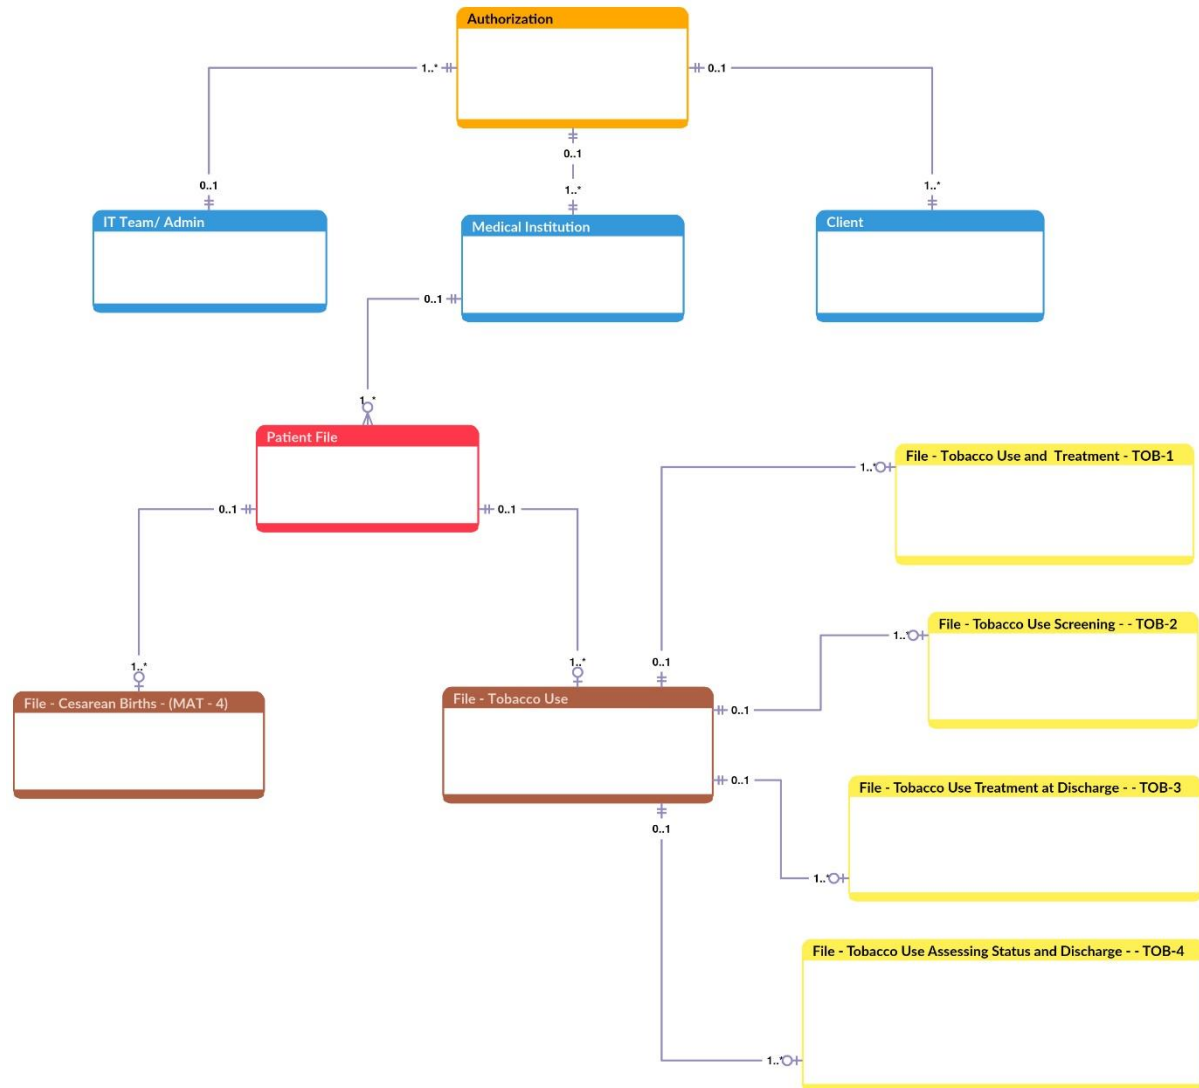 Authorization
1..*
0..1
0..1
0..1
1..*
1..*
IT Team/ Admin
Medical Institution
Client
0..1
1..*
Patient File
File - Tobacco Use and  Treatment - TOB-1
1..*
0..1
0..1
File - Tobacco Use Screening - - TOB-2
1..*
1..*
1..*
0..1
File - Cesarean Births - (MAT - 4)
File - Tobacco Use
0..1
0..1
File - Tobacco Use Treatment at Discharge - - TOB-3
0..1
1..*
File - Tobacco Use Assessing Status and Discharge - - TOB-4
1..*